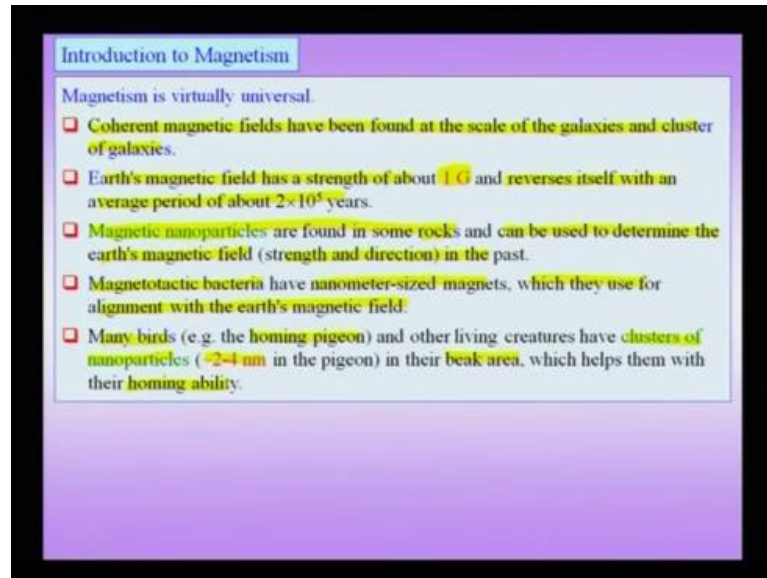 Introduction to Magnetism
Magnetism is virtually universal.
❑ Coherent magnetic fields have been found at the scale of the galaxies and cluster
of galaxies.
❑ Earth's magnetic field has a strength of about 1 G and reverses itself with an
average period of about 2×10⁵ years.
❑ Magnetic nanoparticles are found in some rocks and can be used to determine the
earth's magnetic field (strength and direction) in the past.
❑ Magnetotactic bacteria have nanometer-sized magnets, which they use for
alignment with the earth's magnetic field.
❑ Many birds (e.g. the homing pigeon) and other living creatures have clusters of
nanoparticles (~2-4 nm in the pigeon) in their beak area, which helps them with
their homing ability.